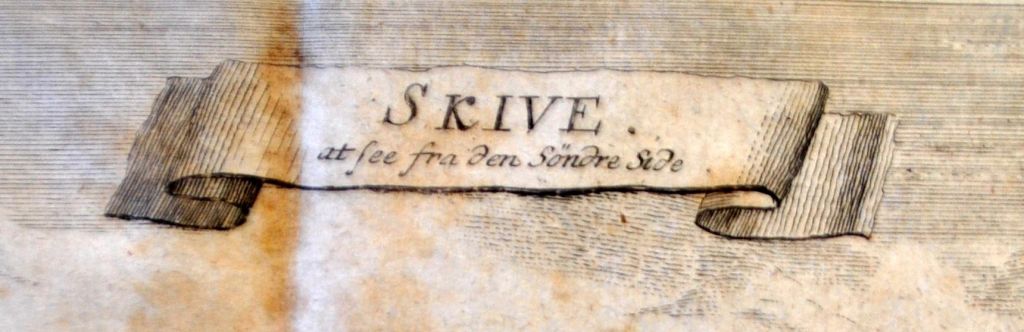 SKIVE.
at see fra den Söndre Side.